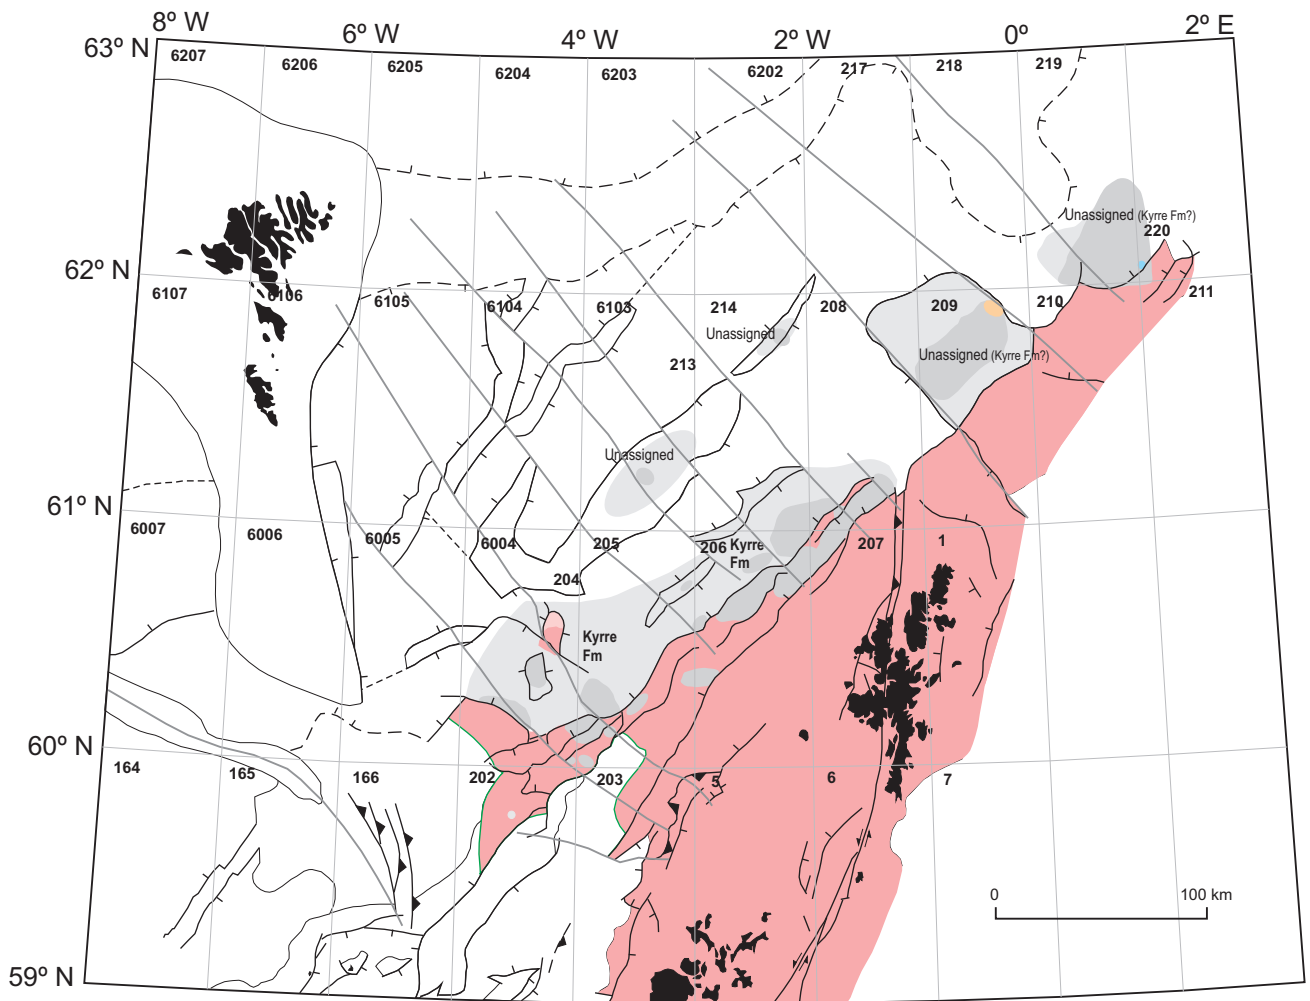 8º W
6º W
4º W
2º W
0º
2º E
63º N
6207
6206
6205
6204
6203
6202
217
218
219
Unassigned (Kyrre Fm?)
220
62º N
6107
6106
6105
6104
6103
214
208
209
210
211
Unassigned
213
Unassigned (Kyrre Fm?)
Unassigned
61º N
6007
6006
6005
6004
205
206
Kyrre
Fm
207
1
204
Kyrre
Fm
60º N
164
165
166
202
203
5
6
7
0
100 km
59º N